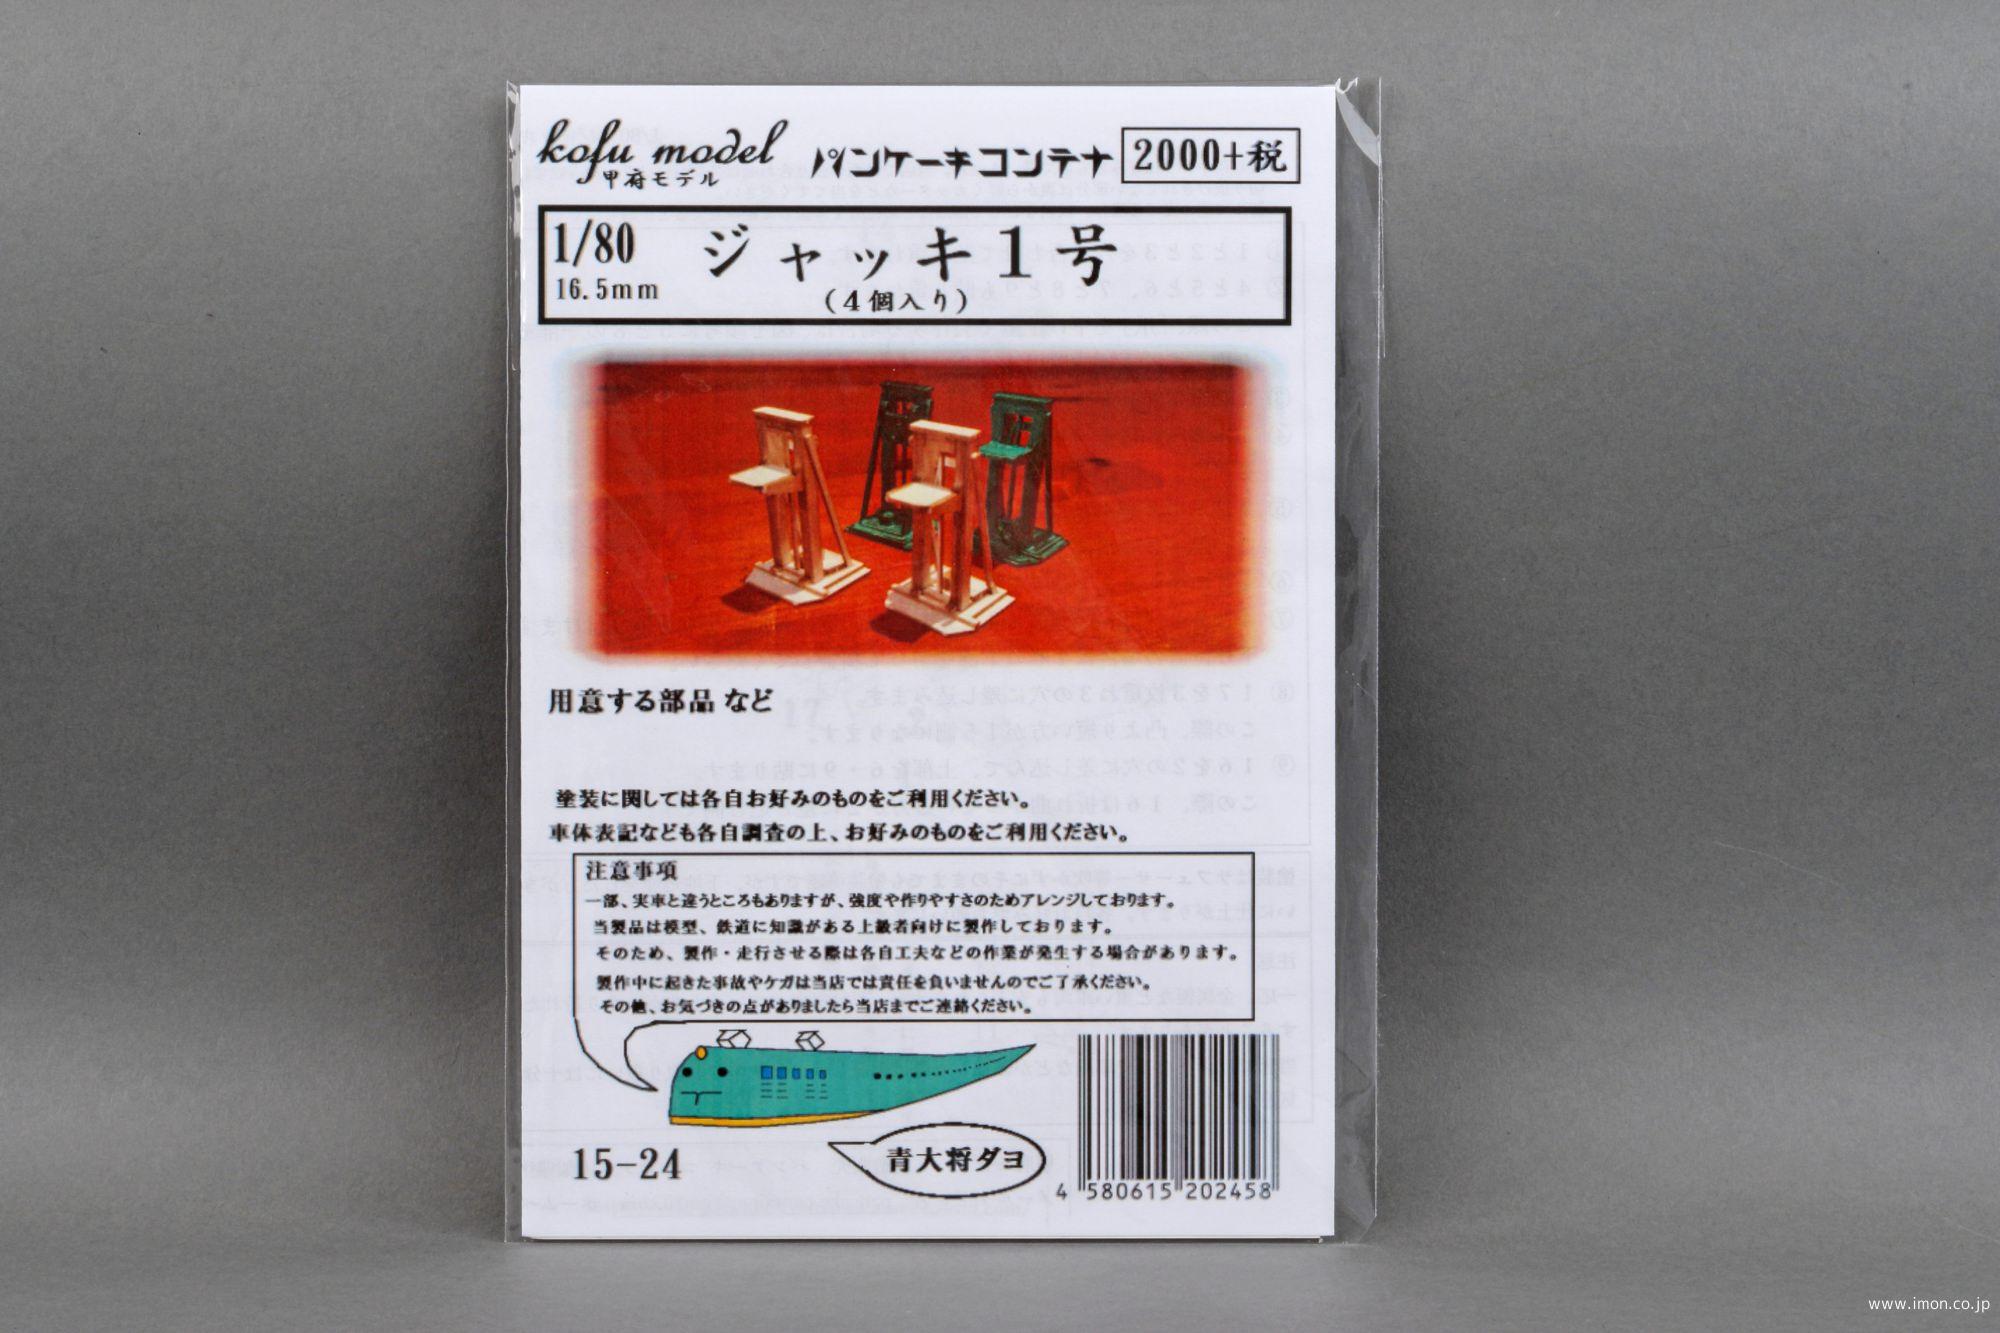 kofu model
甲府モデル
パンケーキコンテナ
2000+税
1/80
16.5mm
ジャッキ1号
(4個入り)
用意する部品 など
塗装に関しては各自お好みのものをご利用ください。
車体表記なども各自調査の上、お好みのものをご利用ください。
注意事項
一部、実車と違うところもありますが、強度や作りやすさのためアレンジしております。
当製品は模型、鉄道に知識がある上級者向けに製作しております。
そのため、製作・走行させる際は各自工夫などの作業が発生する場合があります。
製作中に起きた事故やケガは当店では責任を負いませんのでご了承ください。
その他、お気づきの点がありましたら当店までご連絡ください。
15-24
青大将ダヨ
4 580615 202458
www.imon.co.jp